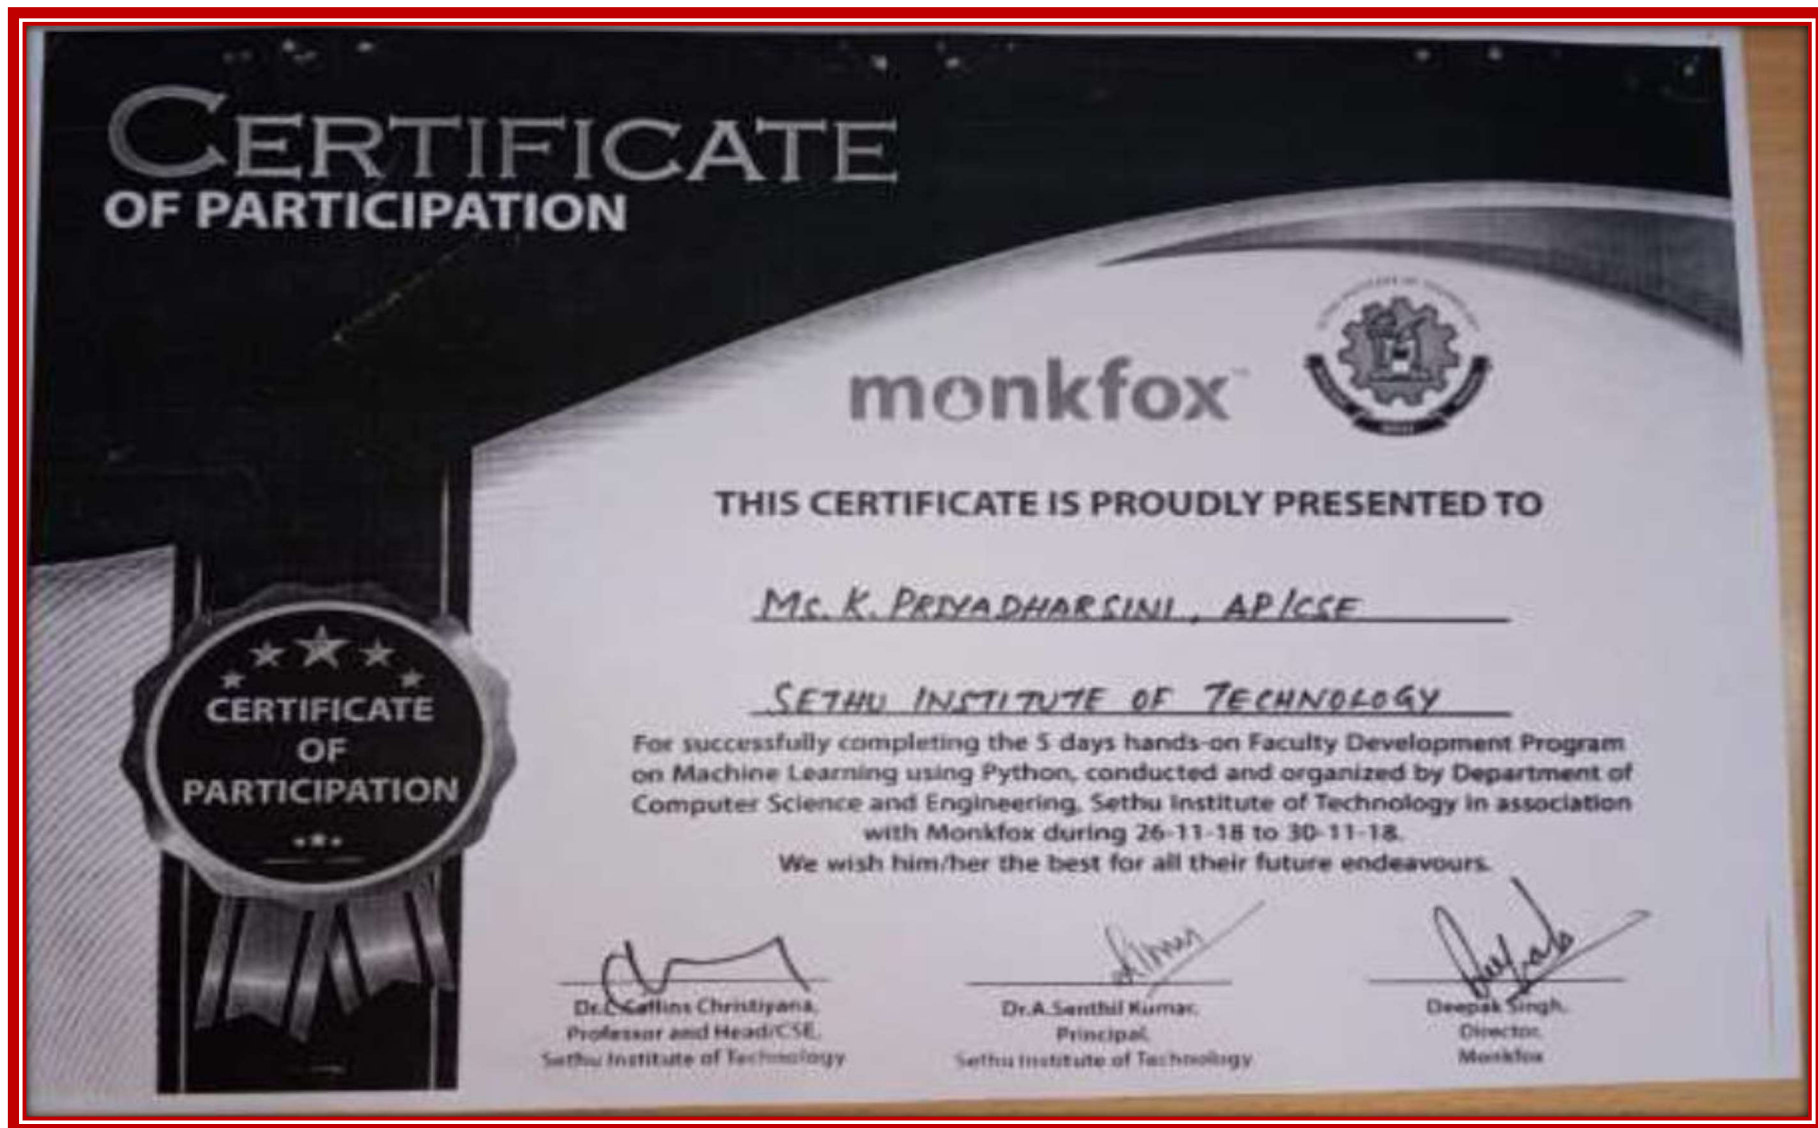 CERTIFICATE
OF PARTICIPATION
monkfox
THIS CERTIFICATE IS PROUDLY PRESENTED TO
Ms. K. PRIYADHARSINI, AP/CSE
SETHU INSTITUTE OF TECHNOLOGY
For successfully completing the 5 days hands-on Faculty Development Program
on Machine Learning using Python, conducted and organized by Department of
Computer Science and Engineering, Sethu Institute of Technology in association
with Monkfox during 26-11-18 to 30-11-18.
We wish him/her the best for all their future endeavours.
CERTIFICATE
OF
PARTICIPATION
Christiyana,
Professor and Head/CSE,
Sethu Institute of Technology
Dr.A.Senthil Kumar,
Principal,
Sethu Institute of Technology
Deepak Singh,
Director,
Monkfox